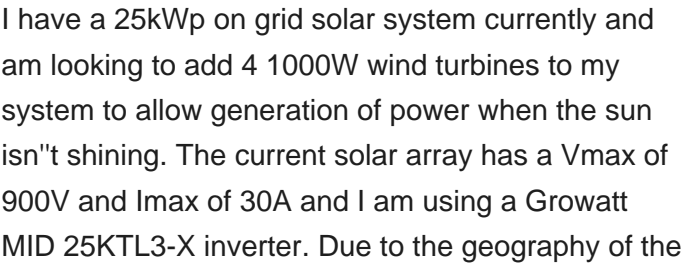 I have a 25kWp on grid solar system currently and
am looking to add 4 1000W wind turbines to my
system to allow generation of power when the sun
isn"t shining. The current solar array has a Vmax of
900V and Imax of 30A and I am using a Growatt
MID 25KTL3-X inverter. Due to the geography of the